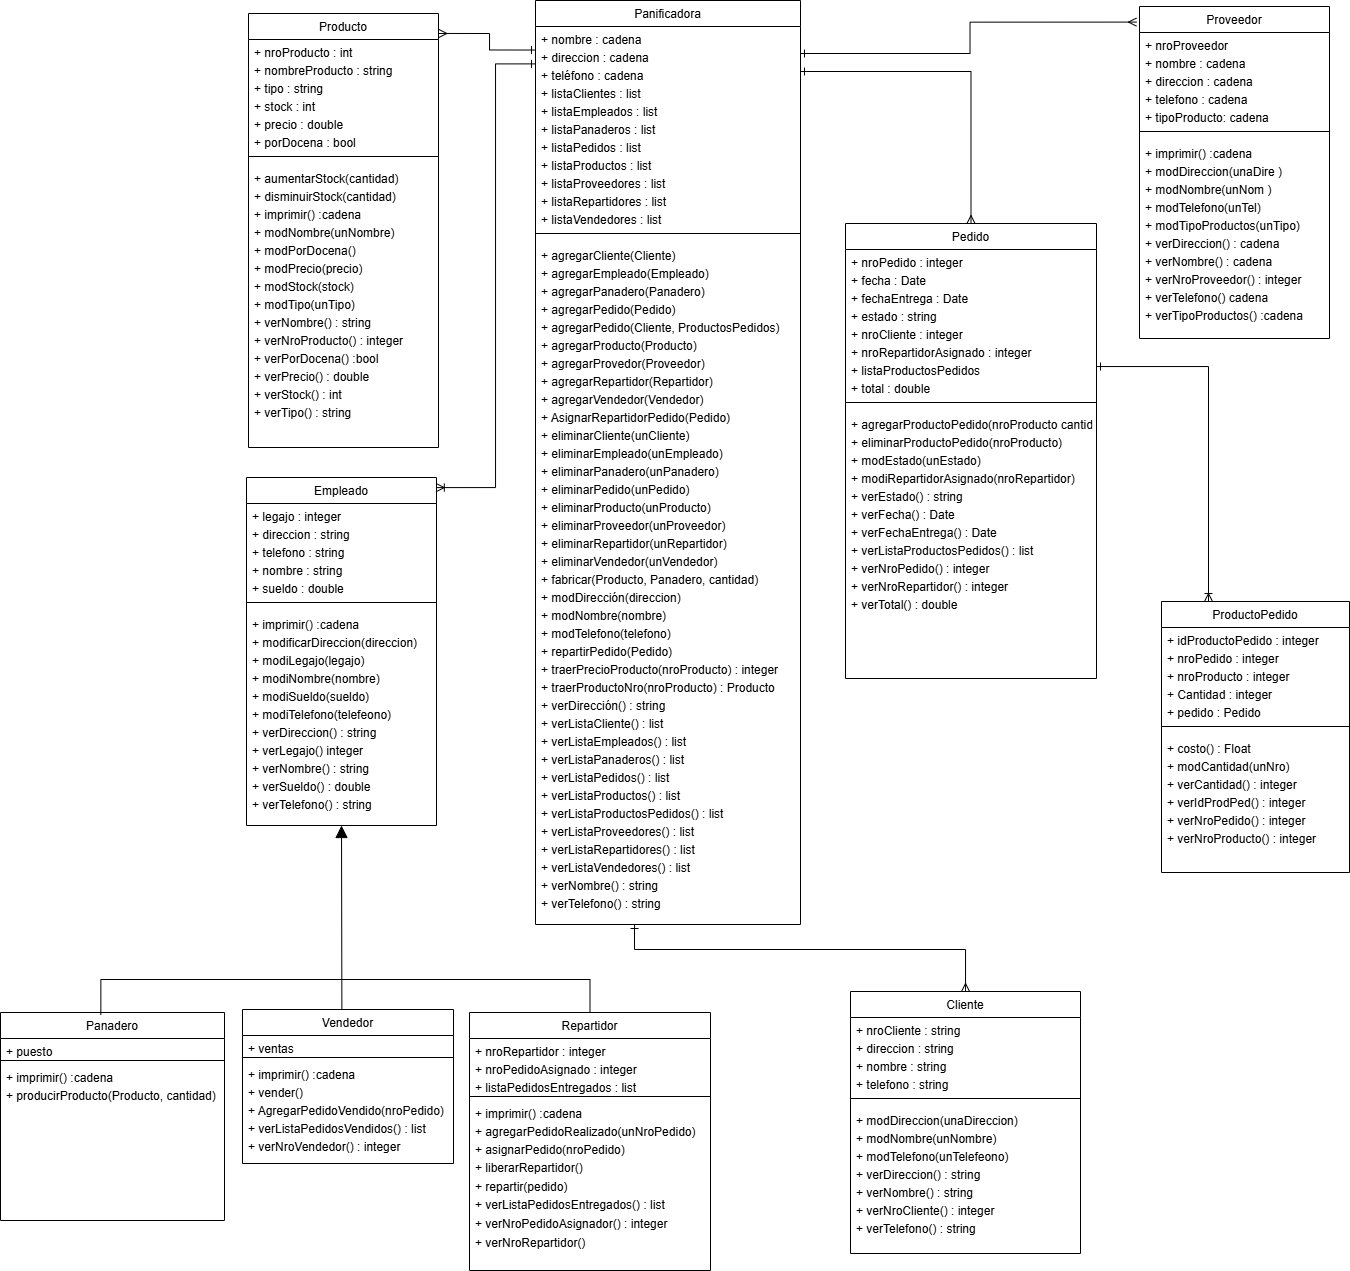 Producto
+ nroProducto : int
+ nombreProducto : string
+ tipo : string
+ stock : int
+ precio : double
+ porDocena : bool
+ aumentarStock(cantidad)
+ disminuirStock(cantidad)
+ imprimir() :cadena
+ modNombre(unNombre)
+ modPorDocena()
+ modPrecio(precio)
+ modStock(stock)
+ modTipo(unTipo)
+ verNombre() : string
+ verNroProducto() : integer
+ verPorDocena() :bool
+ verPrecio() : double
+ verStock() : int
+ verTipo() : string
Panificadora
+ nombre : cadena
+ direccion : cadena
+ teléfono : cadena
+ listaClientes : list
+ listaEmpleados : list
+ listaPanaderos : list
+ listaPedidos : list
+ listaProductos : list
+ listaProveedores : list
+ listaRepartidores : list
+ listaVendedores : list
+ agregarCliente(Cliente)
+ agregarEmpleado(Empleado)
+ agregarPanadero(Panadero)
+ agregarPedido(Pedido)
+ agregarPedido(Cliente, ProductosPedidos)
+ agregarProducto(Producto)
+ agregarProvedor(Proveedor)
+ agregarRepartidor(Repartidor)
+ agregarVendedor(Vendedor)
+ AsignarRepartidorPedido(Pedido)
+ eliminarCliente(unCliente)
+ eliminarEmpleado(unEmpleado)
+ eliminarPanadero(unPanadero)
+ eliminarPedido(unPedido)
+ eliminarProducto(unProducto)
+ eliminarProveedor(unProveedor)
+ eliminarRepartidor(unRepartidor)
+ eliminarVendedor(unVendedor)
+ fabricar(Producto, Panadero, cantidad)
+ modDirección(direccion)
+ modNombre(nombre)
+ modTelefono(telefono)
+ repartirPedido(Pedido)
+ traerPrecioProducto(nroProducto) : integer
+ traerProductoNro(nroProducto) : Producto
+ verDirección() : string
+ verListaCliente() : list
+ verListaEmpleados() : list
+ verListaPanaderos() : list
+ verListaPedidos() : list
+ verListaProductos() : list
+ verListaProductosPedidos() : list
+ verListaProveedores() : list
+ verListaRepartidores() : list
+ verListaVendedores() : list
+ verNombre() : string
+ verTelefono() : string
Proveedor
+ nroProveedor
+ nombre : cadena
+ direccion : cadena
+ telefono : cadena
+ tipoProducto: cadena
+ imprimir() :cadena
+ modDireccion(unaDire )
+ modNombre(unNom )
+ modTelefono(unTel)
+ modTipoProductos(unTipo)
+ verDireccion() : cadena
+ verNombre() : cadena
+ verNroProveedor() : integer
+ verTelefono() cadena
+ verTipoProductos() :cadena
Pedido
+ nroPedido : integer
+ fecha : Date
+ fechaEntrega : Date
+ estado : string
+ nroCliente : integer
+ nroRepartidorAsignado : integer
+ listaProductosPedidos
+ total : double
+ agregarProductoPedido(nroProducto cantid
+ eliminarProductoPedido(nroProducto)
+ modEstado(unEstado)
+ modiRepartidorAsignado(nroRepartidor)
+ verEstado() : string
+ verFecha() : Date
+ verFechaEntrega() : Date
+ verListaProductosPedidos() : list
+ verNroPedido() : integer
+ verNroRepartidor() : integer
+ verTotal() : double
Empleado
+ legajo : integer
+ direccion : string
+ telefono : string
+ nombre : string
+ sueldo : double
+ imprimir() :cadena
+ modificarDireccion(direccion)
+ modiLegajo(legajo)
+ modiNombre(nombre)
+ modiSueldo(sueldo)
+ modiTelefono(telefeono)
+ verDireccion() : string
+ verLegajo() integer
+ verNombre() : string
+ verSueldo() : double
+ verTelefono() : string
ProductoPedido
+ idProductoPedido : integer
+ nroPedido : integer
+ nroProducto : integer
+ Cantidad : integer
+ pedido : Pedido
+ costo() : Float
+ modCantidad(unNro)
+ verCantidad() : integer
+ verIdProdPed() : integer
+ verNroPedido() : integer
+ verNroProducto() : integer
Panadero
+ puesto
+ imprimir() :cadena
+ producirProducto(Producto, cantidad)
Vendedor
+ ventas
+ imprimir() :cadena
+ vender()
+ AgregarPedidoVendido(nroPedido)
+ verListaPedidosVendidos() : list
+ verNroVendedor() : integer
Repartidor
+ nroRepartidor : integer
+ nroPedidoAsignado : integer
+ listaPedidosEntregados : list
+ imprimir() :cadena
+ agregarPedidoRealizado(unNroPedido)
+ asignarPedido(nroPedido)
+ liberarRepartidor()
+ repartir(pedido)
+ verListaPedidosEntregados() : list
+ verNroPedidoAsignador() : integer
+ verNroRepartidor()
Cliente
+ nroCliente : string
+ direccion : string
+ nombre : string
+ telefono : string
+ modDireccion(unaDireccion)
+ modNombre(unNombre)
+ modTelefono(unTelefeono)
+ verDireccion() : string
+ verNombre() : string
+ verNroCliente() : integer
+ verTelefono() : string